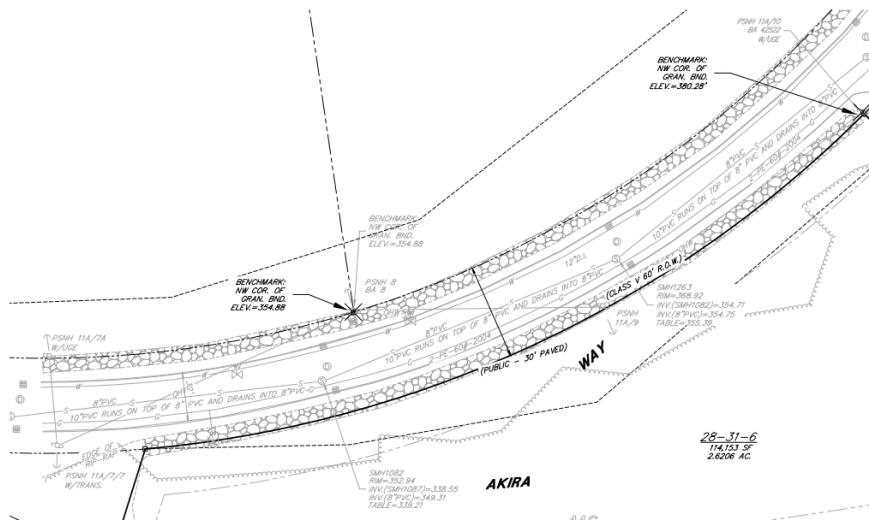 PSNH 11A/10
BA 42522
W/UGE
BENCHMARK:
NW COR. OF
GRAN. BND.
ELEV.=380.28'
8"PVC
10"PVC RUNS ON TOP OF 8" PVC AND DRAINS INTO 8"PVC
2-PE-60#-2004
BENCHMARK:
NW COR. OF
GRAN. BND.
ELEV.=354.88
BENCHMARK:
NW COR. OF
GRAN. BND.
ELEV.=354.88
PSNH 8
BA 8
12"D.I.
(CLASS V 60' R.O.W.)
SMH1263
RIM=368.92
INV.(SMH1082)=354.71
INV.(8"PVC)=354.75
TABLE=355.39
PSNH
11A/9
8"PVC
10"PVC RUNS ON TOP OF 8" PVC AND DRAINS INTO 8"PVC
2-PE-60#-2004
(PUBLIC - 30' PAVED)
WAY
PSNH 11A/7A
W/UGE
8"PVC
10"PVC RUNS ON TOP OF 8" PVC AND DRAINS INTO 8"PVC
EDGE OF
RIP-RAP
PSNH 11A/7/7
W/TRANS.
SMH1082
RIM=352.94
INV.(SMH1087)=338.55
INV.(8"PVC)=349.31
TABLE=339.21
AKIRA
28-31-6
114,153 SF
2.6206 AC.